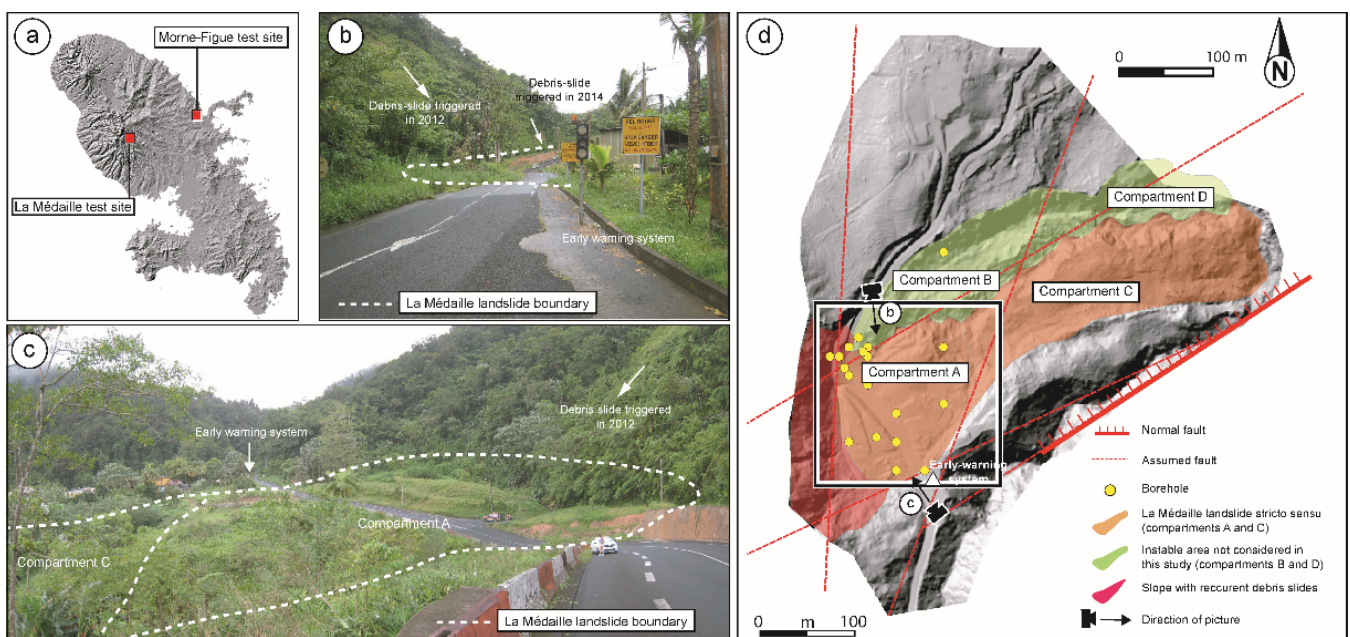 a
Morne-Figue test site
La Médaille test site
b
Debris-slide triggered
in 2012
Debris-slide
triggered in 2014
Early warning system
La Médaille landslide boundary
c
Early warning system
Debris slide triggered
in 2012
Compartment A
Compartment C
La Médaille landslide boundary
d
0 100 m
N
Compartment D
Compartment B
Compartment C
b
Compartment A
Early-warning
system
c
Normal fault
Assumed fault
Borehole
La Médaille landslide stricto sensu
(compartments A and C)
Instable area not considered in
this study (compartments B and D)
Slope with reccurent debris slides
Direction of picture
0 m 100